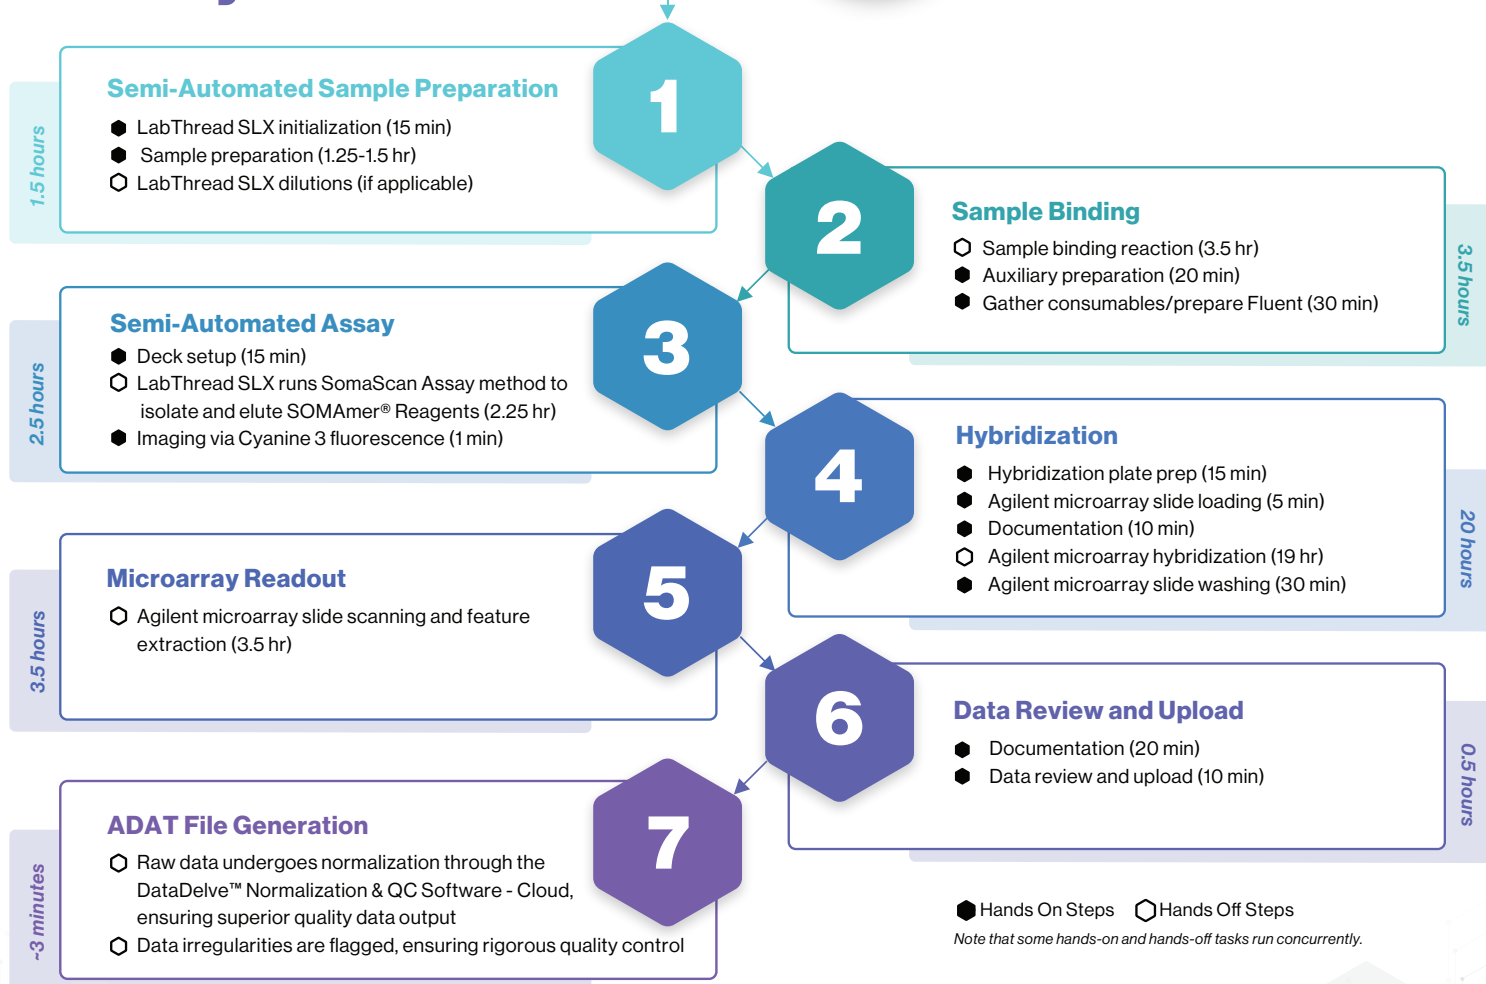 1
Semi-Automated Sample Preparation
LabThread SLX initialization (15 min)
Sample preparation (1.25-1.5 hr)
LabThread SLX dilutions (if applicable)
1.5 hours
2
Sample Binding
Sample binding reaction (3.5 hr)
Auxiliary preparation (20 min)
Gather consumables/prepare Fluent (30 min)
3.5 hours
3
Semi-Automated Assay
Deck setup (15 min)
LabThread SLX runs SomaScan Assay method to
isolate and elute SOMAmer® Reagents (2.25 hr)
Imaging via Cyanine 3 fluorescence (1 min)
2.5 hours
4
Hybridization
Hybridization plate prep (15 min)
Agilent microarray slide loading (5 min)
Documentation (10 min)
Agilent microarray hybridization (19 hr)
Agilent microarray slide washing (30 min)
20 hours
5
Microarray Readout
Agilent microarray slide scanning and feature
extraction (3.5 hr)
3.5 hours
6
Data Review and Upload
Documentation (20 min)
Data review and upload (10 min)
0.5 hours
7
ADAT File Generation
Raw data undergoes normalization through the
DataDelve™ Normalization & QC Software - Cloud,
ensuring superior quality data output
Data irregularities are flagged, ensuring rigorous quality control
~3 minutes
Hands On Steps Hands Off Steps
Note that some hands-on and hands-off tasks run concurrently.